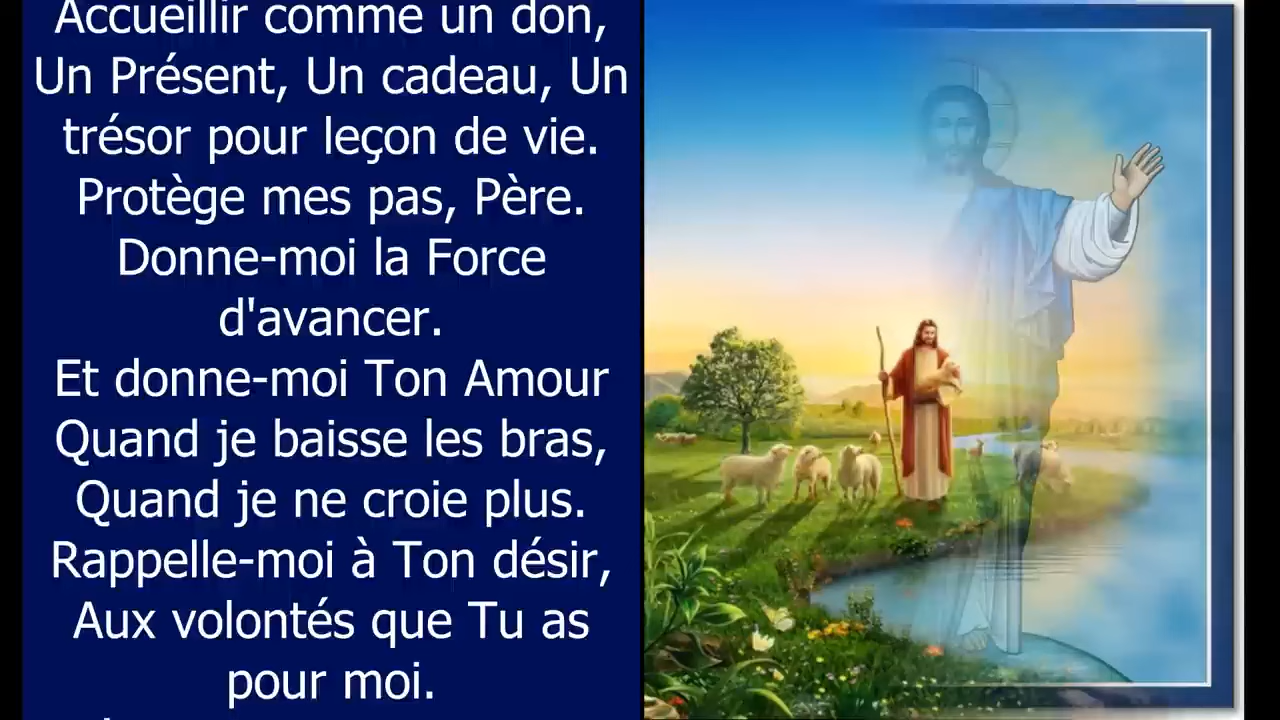 Accueillir comme un don,
Un Présent, Un cadeau, Un
trésor pour leçon de vie.
Protège mes pas, Père.
Donne-moi la Force
d'avancer.
Et donne-moi Ton Amour
Quand je baisse les bras,
Quand je ne croie plus.
Rappelle-moi à Ton désir,
Aux volontés que Tu as
pour moi.